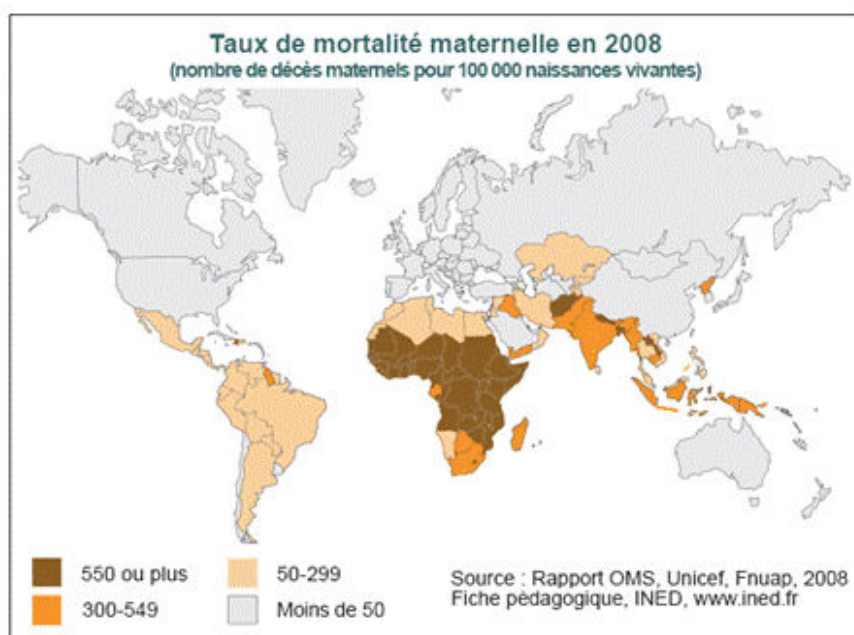 Taux de mortalité maternelle en 2008
(nombre de décès maternels pour 100 000 naissances vivantes)
550 ou plus
300-549
50-299
Moins de 50
Source : Rapport OMS, Unicef, Fnuap, 2008
Fiche pèdagogique, INED, www.ined.fr